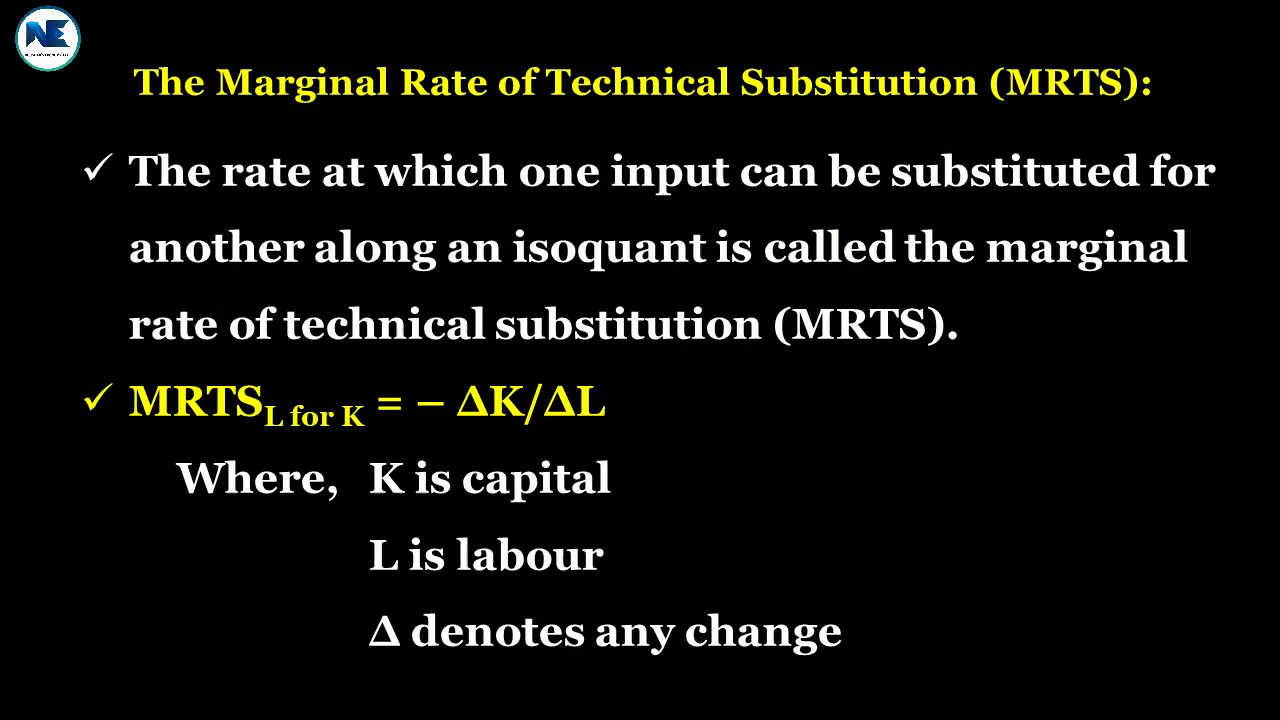 NE
The Marginal Rate of Technical Substitution (MRTS):
✓ The rate at which one input can be substituted for
another along an isoquant is called the marginal
rate of technical substitution (MRTS).
✓ MRTS_L for K = – ΔK/ΔL
Where, K is capital
L is labour
Δ denotes any change